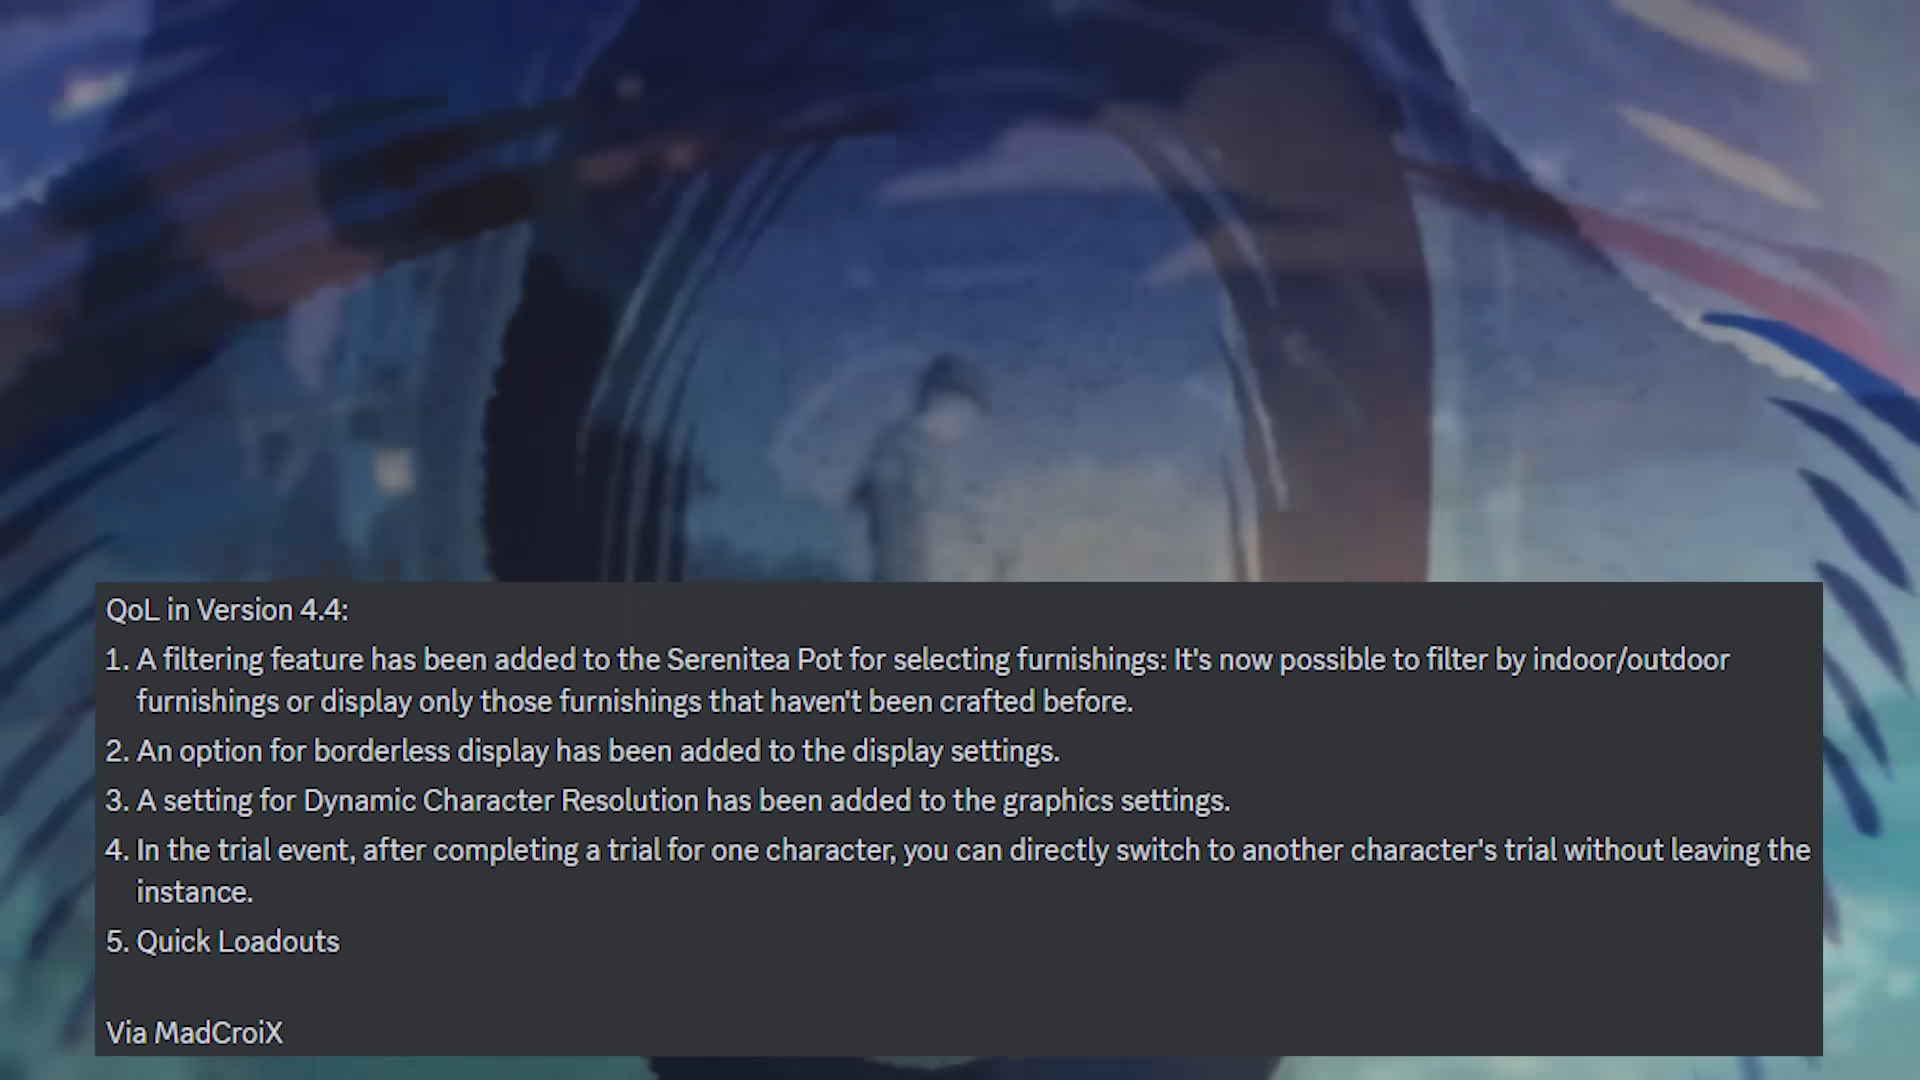 QoL in Version 4.4:
1. A filtering feature has been added to the Serenitea Pot for selecting furnishings: It's now possible to filter by indoor/outdoor
furnishings or display only those furnishings that haven't been crafted before.
2. An option for borderless display has been added to the display settings.
3. A setting for Dynamic Character Resolution has been added to the graphics settings.
4. In the trial event, after completing a trial for one character, you can directly switch to another character's trial without leaving the
instance.
5. Quick Loadouts
Via MadCroiX